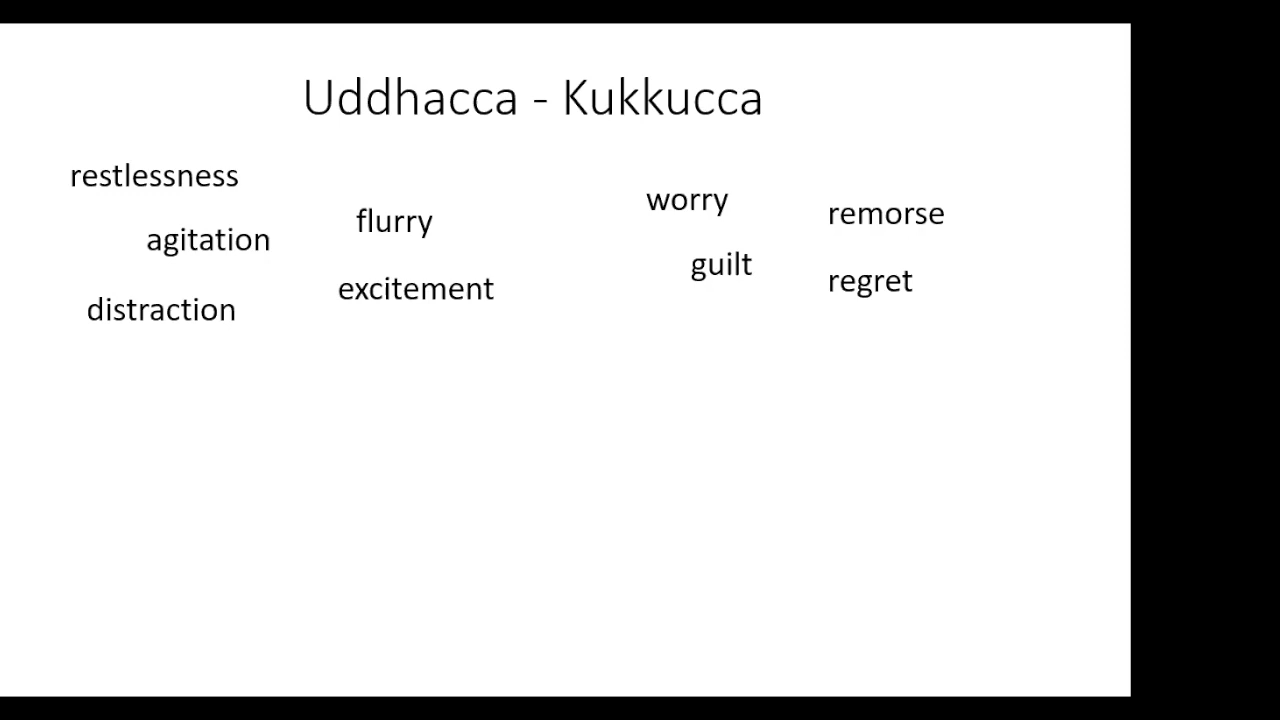 Uddhacca - Kukkucca
restlessness
agitation
distraction
flurry
excitement
worry
guilt
remorse
regret